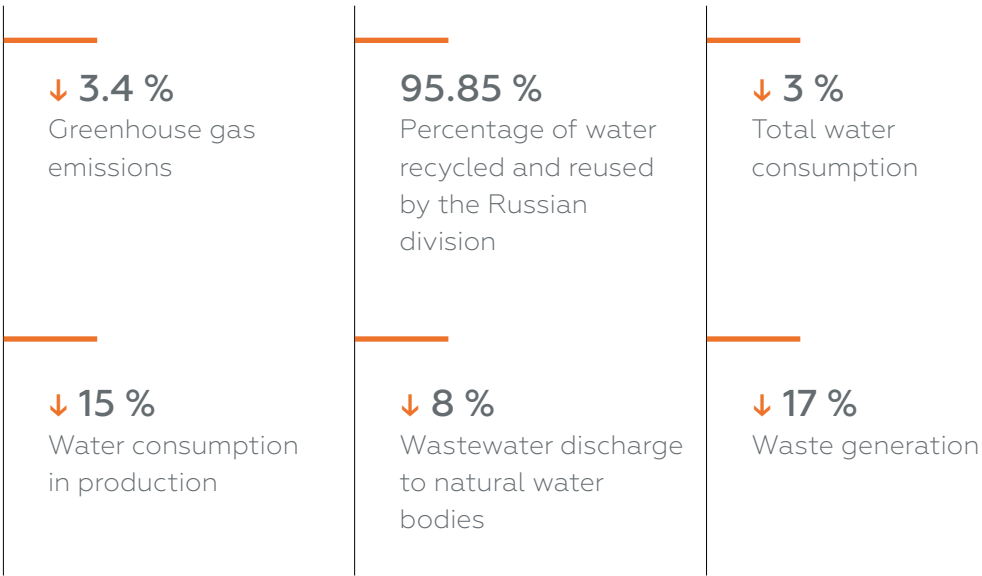 ↓ 3.4 %
Greenhouse gas
emissions
95.85 %
Percentage of water
recycled and reused
by the Russian
division
↓ 3 %
Total water
consumption
↓ 15 %
Water consumption
in production
↓ 8 %
Wastewater discharge
to natural water
bodies
↓ 17 %
Waste generation